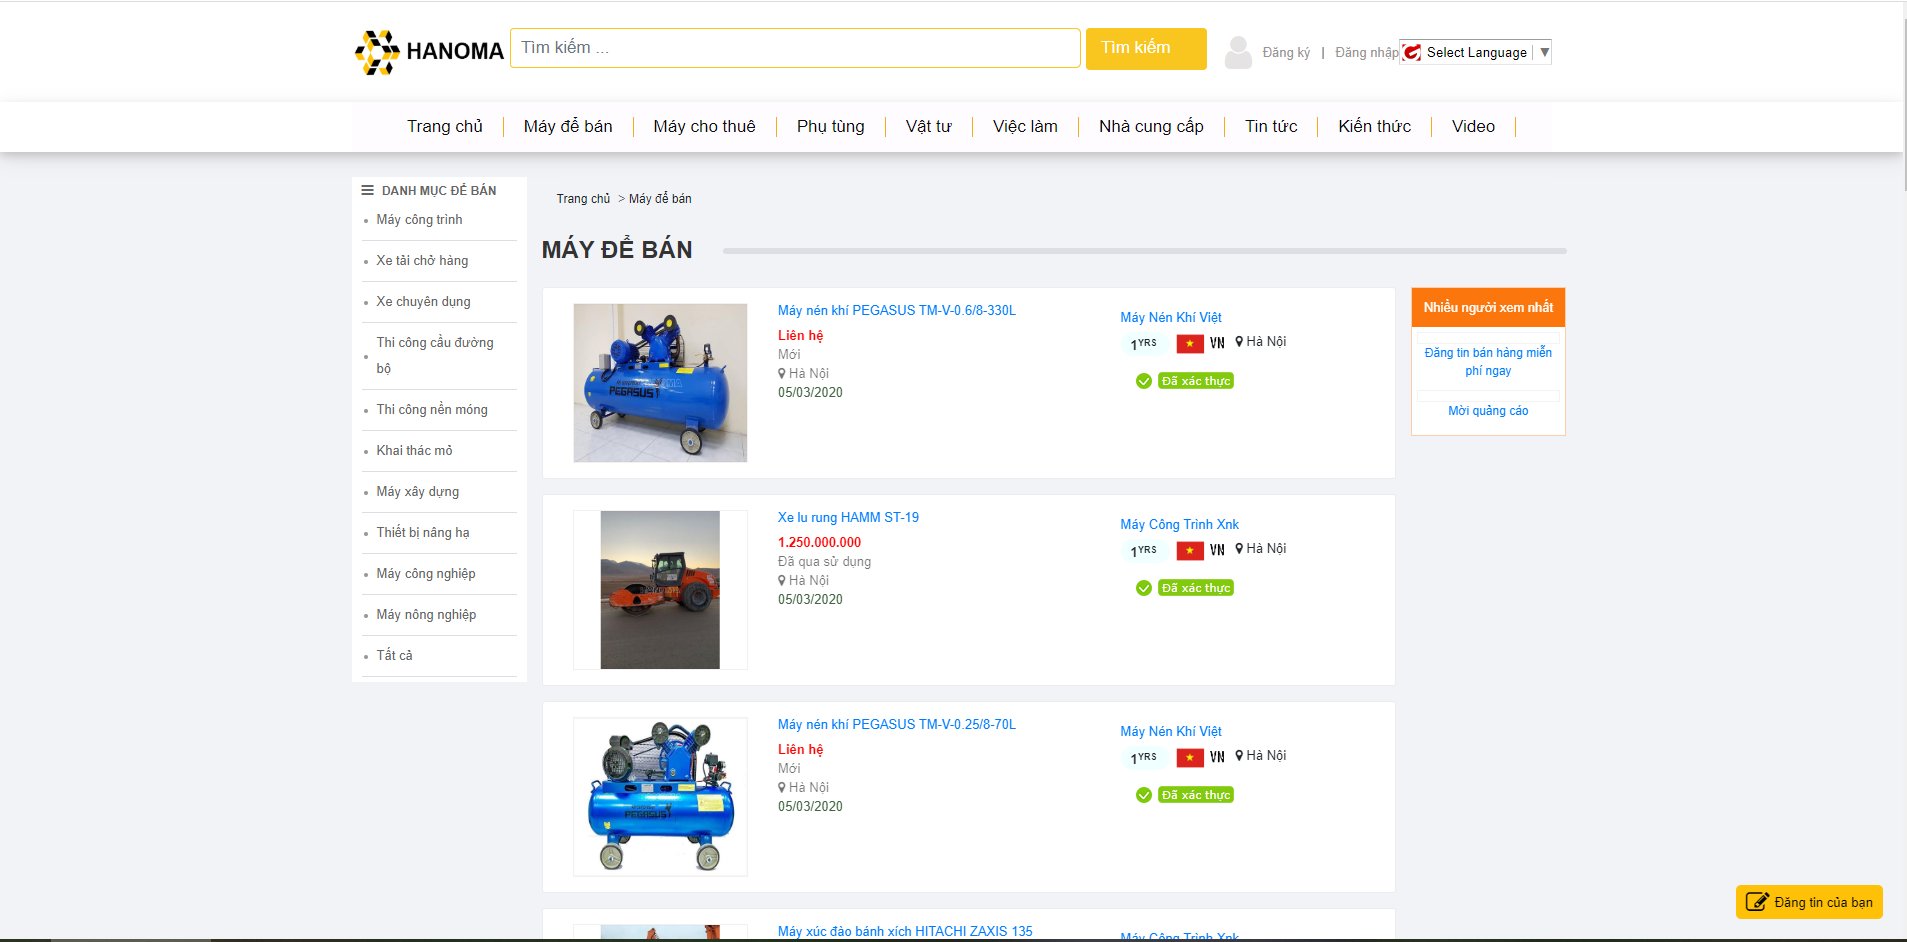 HANOMA
Tìm kiếm ...
Tìm kiếm
Đăng ký | Đăng nhập
Select Language ▼
Trang chủ
Máy để bán
Máy cho thuê
Phụ tùng
Vật tư
Việc làm
Nhà cung cấp
Tin tức
Kiến thức
Video
DANH MỤC ĐỂ BÁN
Máy công trình
Xe tải chở hàng
Xe chuyên dụng
Thi công cầu đường
bộ
Thi công nền móng
Khai thác mỏ
Máy xây dựng
Thiết bị nâng hạ
Máy công nghiệp
Máy nông nghiệp
Tất cả
Trang chủ > Máy để bán
MÁY ĐỂ BÁN
PEGASUS
Máy nén khí PEGASUS TM-V-0.6/8-330L
Liên hệ
Mới
Hà Nội
05/03/2020
Máy Nén Khí Việt
1 YRS VN Hà Nội
Đã xác thực
Xe lu rung HAMM ST-19
1.250.000.000
Đã qua sử dụng
Hà Nội
05/03/2020
Máy Công Trình Xnk
1 YRS VN Hà Nội
Đã xác thực
PEGASUS
Máy nén khí PEGASUS TM-V-0.25/8-70L
Liên hệ
Mới
Hà Nội
05/03/2020
Máy Nén Khí Việt
1 YRS VN Hà Nội
Đã xác thực
Máy xúc đào bánh xích HITACHI ZAXIS 135
Máy Công Trình Xnk
Nhiều người xem nhất
Đăng tin bán hàng miễn
phí ngay
Mời quảng cáo
Đăng tin của bạn